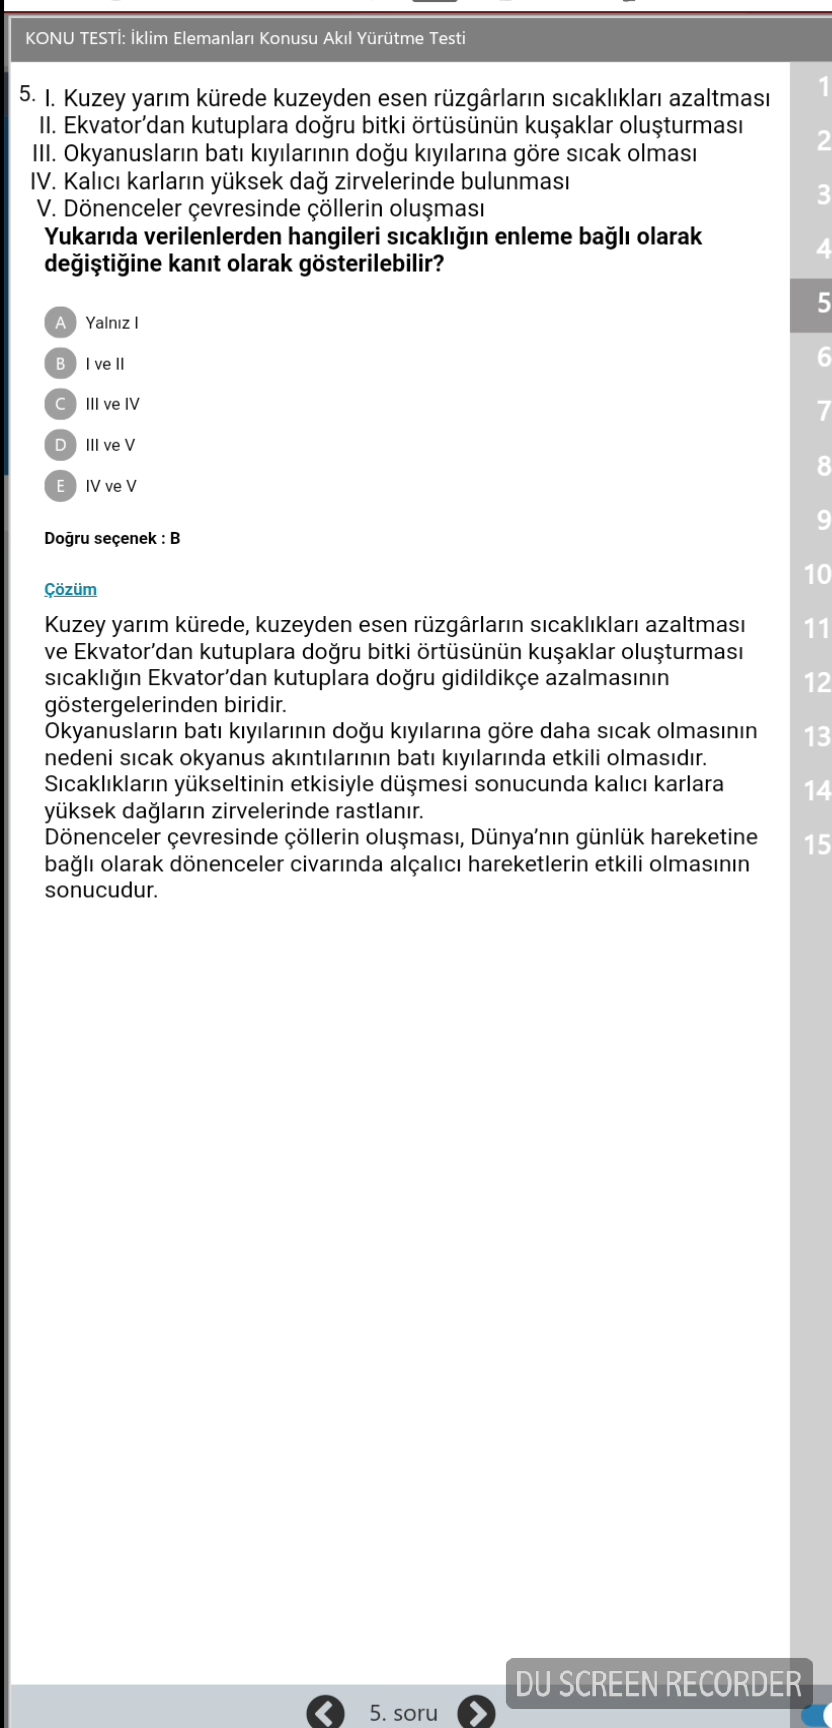 KONU TESTİ: İklim Elemanları Konusu Akıl Yürütme Testi
5. I. Kuzey yarım kürede kuzeyden esen rüzgârların sıcaklıkları azaltması
II. Ekvator’dan kutuplara doğru bitki örtüsünün kuşaklar oluşturması
III. Okyanusların batı kıyılarının doğu kıyılarına göre sıcak olması
IV. Kalıcı karların yüksek dağ zirvelerinde bulunması
V. Dönenceler çevresinde çöllerin oluşması
Yukarıda verilenlerden hangileri sıcaklığın enleme bağlı olarak
değiştiğine kanıt olarak gösterilebilir?
A Yalnız I
B I ve II
C III ve IV
D III ve V
E IV ve V
Doğru seçenek : B
Çözüm
Kuzey yarım kürede, kuzeyden esen rüzgârların sıcaklıkları azaltması
ve Ekvator’dan kutuplara doğru bitki örtüsünün kuşaklar oluşturması
sıcaklığın Ekvator’dan kutuplara doğru gidildikçe azalmasının
göstergelerinden biridir.
Okyanusların batı kıyılarının doğu kıyılarına göre daha sıcak olmasının
nedeni sıcak okyanus akıntılarının batı kıyılarında etkili olmasıdır.
Sıcaklıkların yükseltinin etkisiyle düşmesi sonucunda kalıcı karlara
yüksek dağların zirvelerinde rastlanır.
Dönenceler çevresinde çöllerin oluşması, Dünya’nın günlük hareketine
bağlı olarak dönenceler civarında alçalıcı hareketlerin etkili olmasının
sonucudur.
1
2
3
4
5
6
7
8
9
10
11
12
13
14
15
DU SCREEN RECORDER
5. soru